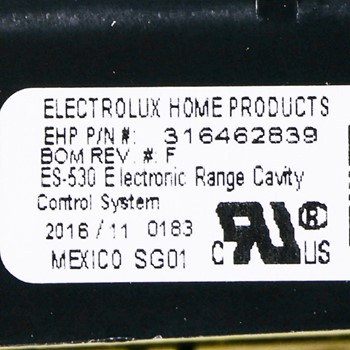 ELECTROLUX HOME PRODUCTS
EHP P/N #: 316462839
BOM REV. #: F
ES-530 Electronic Range Cavity
Control System
2016/11 0183
MEXICO SG01
C UR US ®